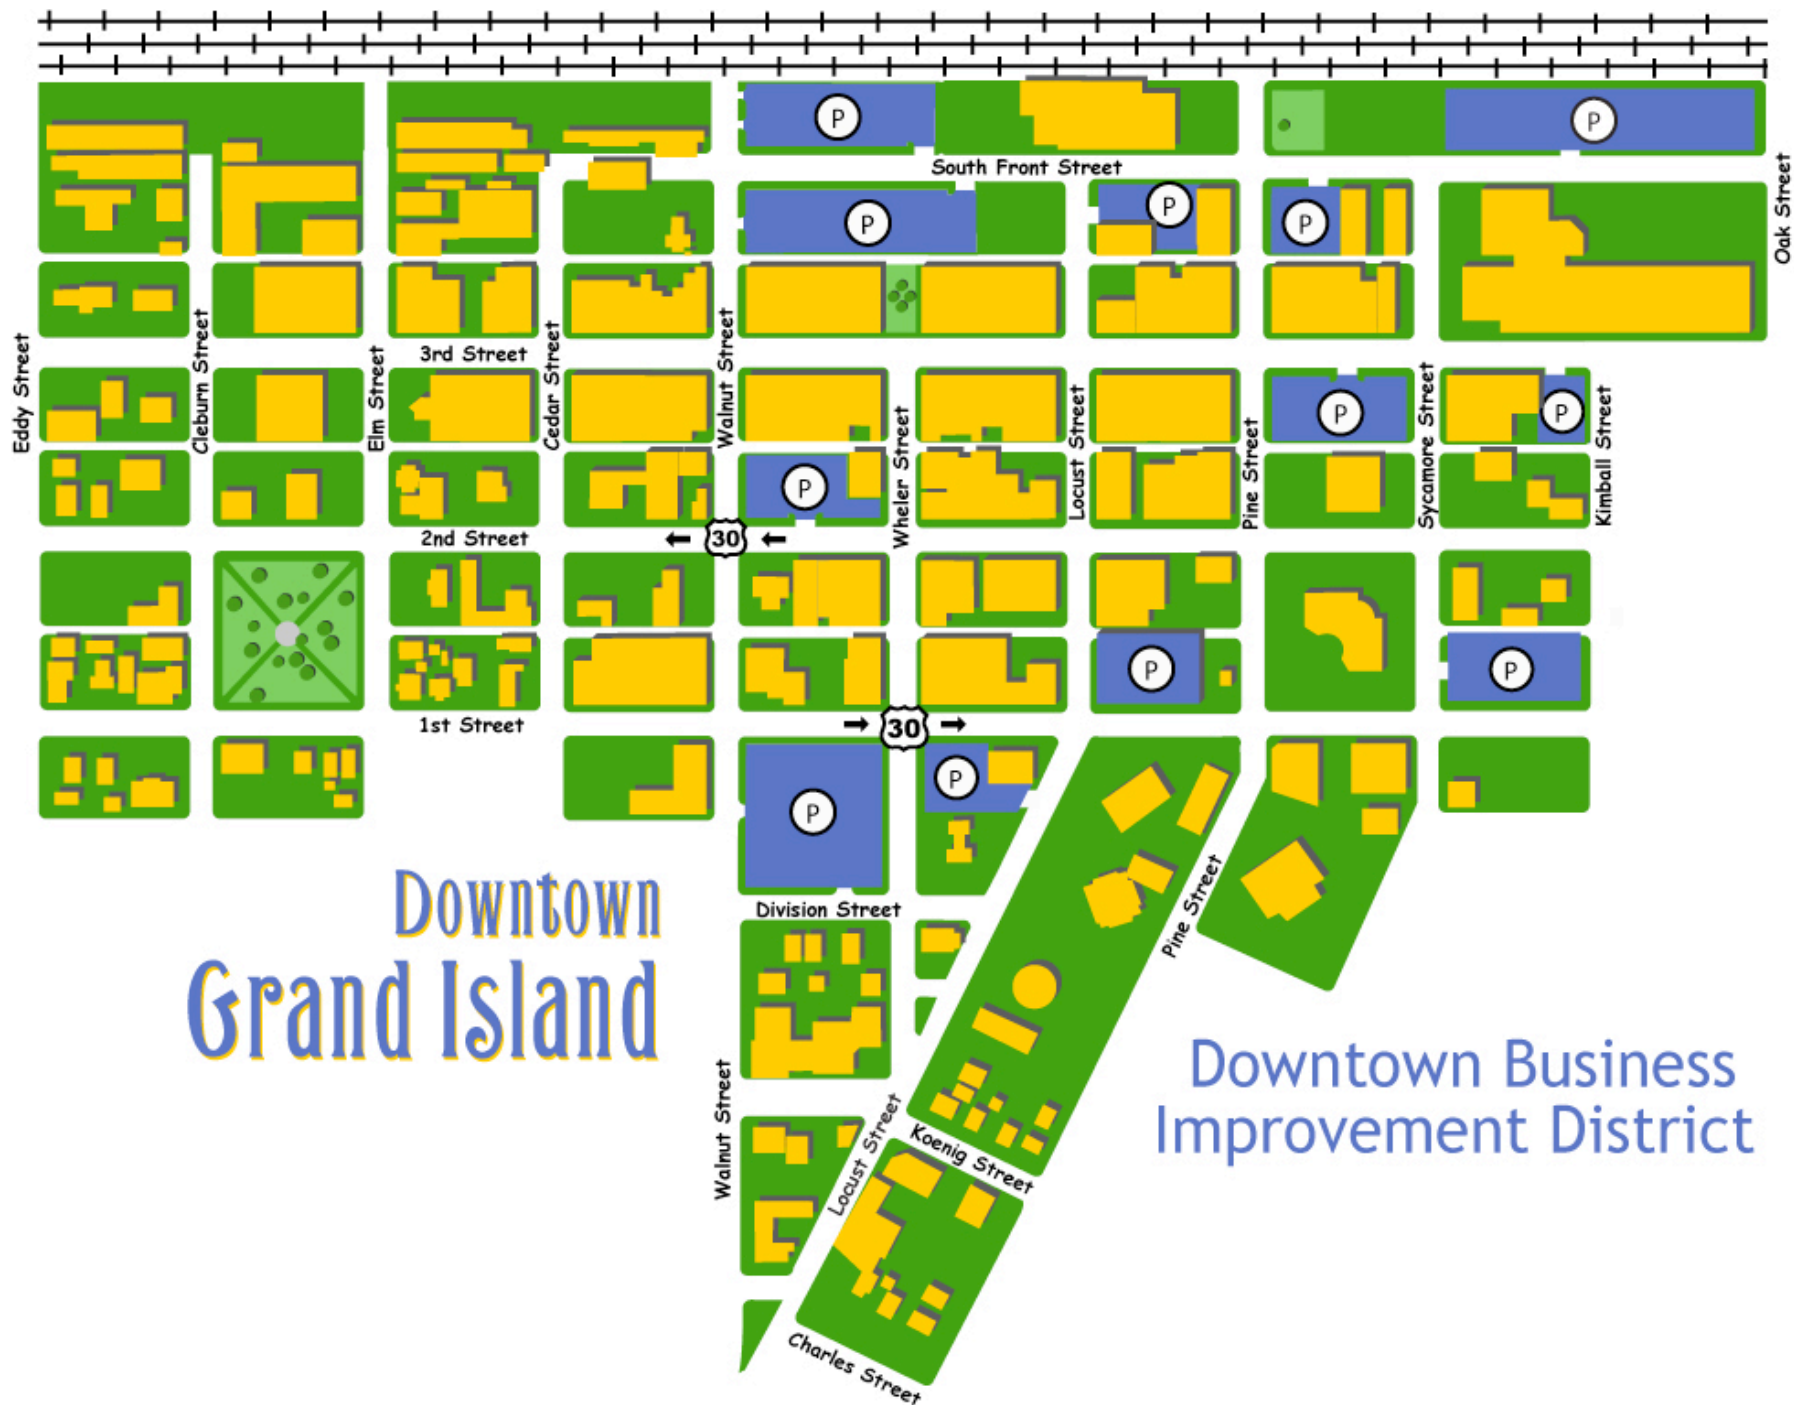 P
P
South Front Street
P
P
P
Oak Street
Eddy Street
Cleburn Street
Elm Street
3rd Street
Cedar Street
Walnut Street
Wheeler Street
Locust Street
Pine Street
P
Sycamore Street
P
Kimball Street
P
2nd Street
30
P
P
1st Street
30
P
P
Division Street
Pine Street
Downtown
Grand Island
Downtown Business
Improvement District
Walnut Street
Locust Street
Koenig Street
Charles Street